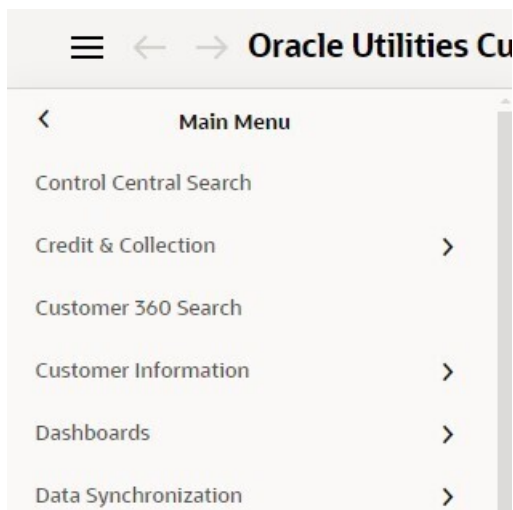 Oracle Utilities Cu
Main Menu
Control Central Search
Credit & Collection
Customer 360 Search
Customer Information
Dashboards
Data Synchronization